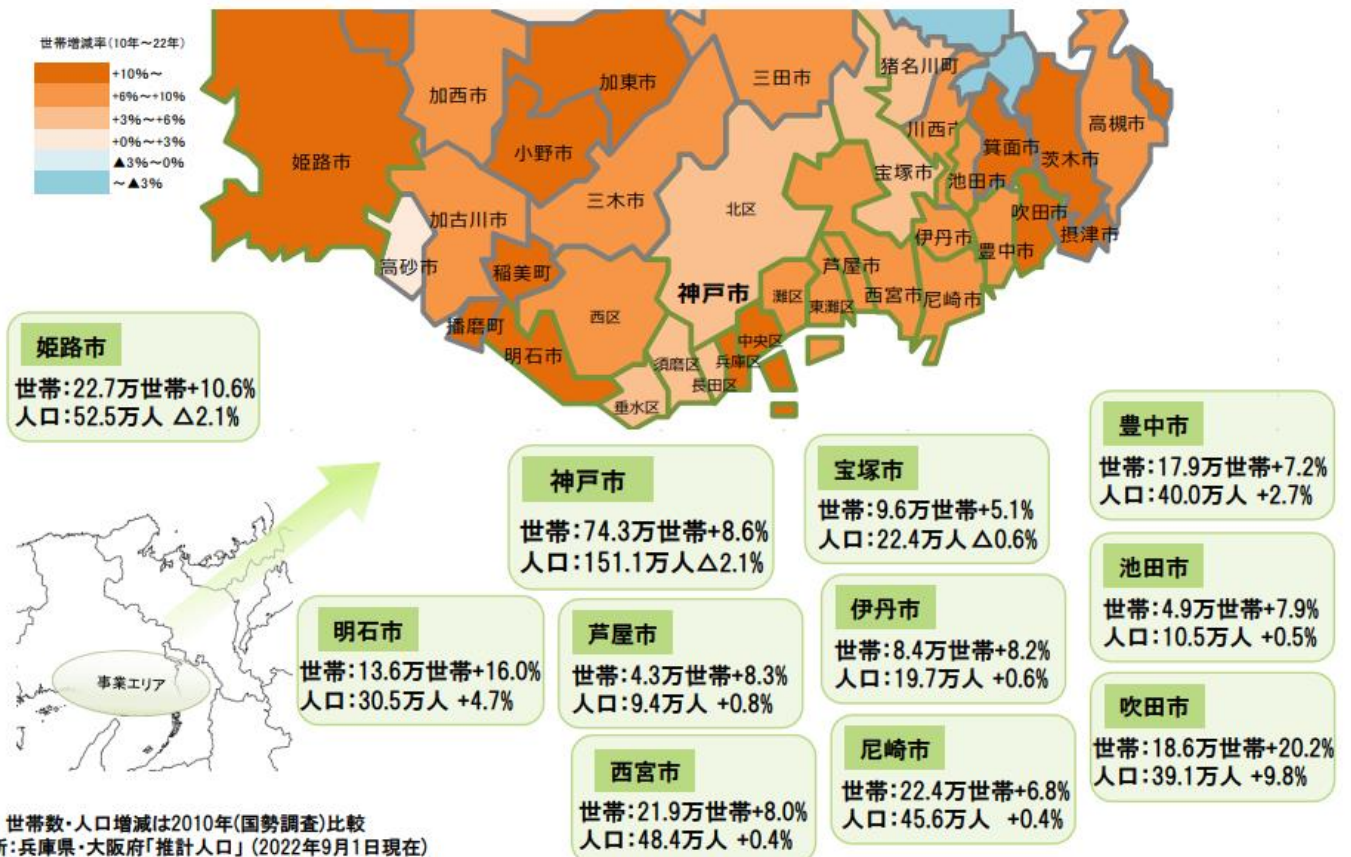 世帯増減率(10年～22年)
+10%～
+6%～+10%
+3%～+6%
+0%～+3%
▲3%～0%
～▲3%
加西市
加東市
三田市
猪名川町
高槻市
姫路市
小野市
川西市
箕面市
茨木市
宝塚市
池田市
三木市
北区
加古川市
吹田市
伊丹市
摂津市
豊中市
高砂市
稲美町
芦屋市
神戸市
灘区
東灘区
西宮市
尼崎市
西区
播磨町
中央区
明石市
須磨区
兵庫区
長田区
垂水区
姫路市
世帯:22.7万世帯+10.6%
人口:52.5万人 △2.1%
神戸市
世帯:74.3万世帯+8.6%
人口:151.1万人△2.1%
宝塚市
世帯:9.6万世帯+5.1%
人口:22.4万人 △0.6%
豊中市
世帯:17.9万世帯+7.2%
人口:40.0万人 +2.7%
池田市
世帯:4.9万世帯+7.9%
人口:10.5万人 +0.5%
明石市
世帯:13.6万世帯+16.0%
人口:30.5万人 +4.7%
芦屋市
世帯:4.3万世帯+8.3%
人口:9.4万人 +0.8%
伊丹市
世帯:8.4万世帯+8.2%
人口:19.7万人 +0.6%
吹田市
世帯:18.6万世帯+20.2%
人口:39.1万人 +9.8%
西宮市
世帯:21.9万世帯+8.0%
人口:48.4万人 +0.4%
尼崎市
世帯:22.4万世帯+6.8%
人口:45.6万人 +0.4%
事業エリア
世帯数・人口増減は2010年(国勢調査)比較
:兵庫県・大阪府「推計人口」(2022年9月1日現在)